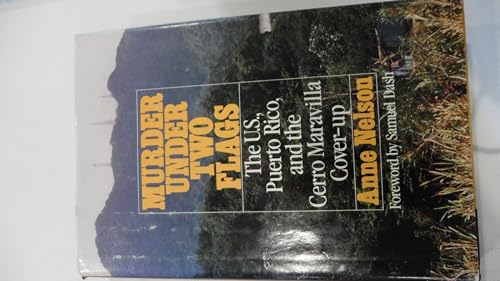 MURDER
UNDER
TWO
FLAGS
The U.S.,
Puerto Rico,
and the
Cerro Maravilla
Cover-up
Anne Nelson
Foreword by Samuel Dash